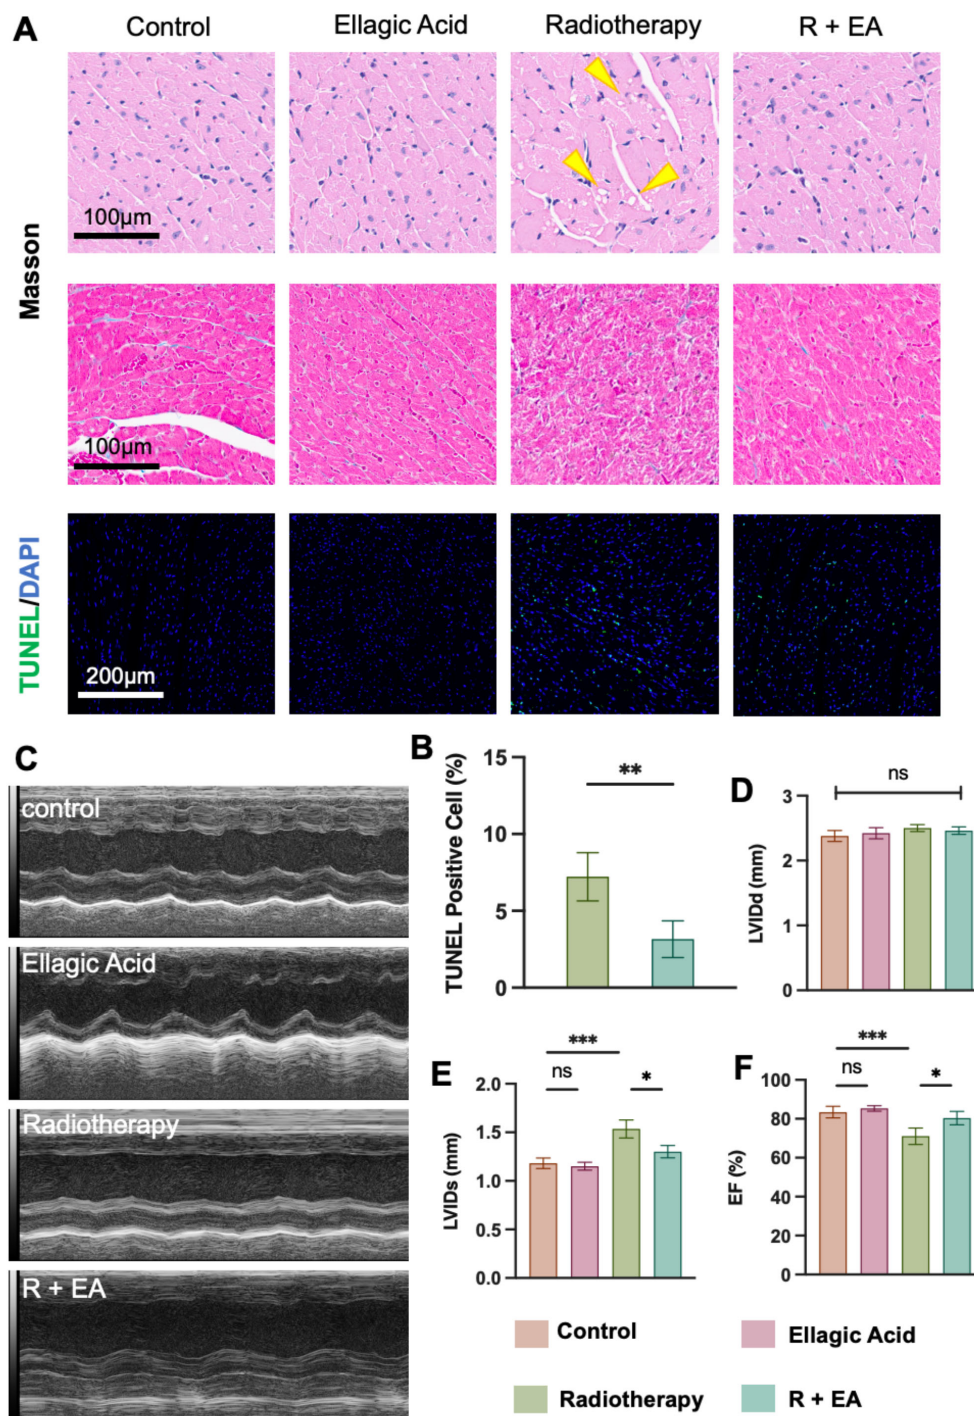 A
Control
Ellagic Acid
Radiotherapy
R + EA
Masson
100μm
100μm
TUNEL/DAPI
200μm
C
control
Ellagic Acid
Radiotherapy
R + EA
B
TUNEL Positive Cell (%)
15
10
5
0
**
D
LVIDd (mm)
3
2
1
0
ns
E
LVIDs (mm)
2.0
1.5
1.0
0.5
0.0
***
ns
*
F
EF (%)
100
80
60
40
20
0
***
ns
*
Control
Ellagic Acid
Radiotherapy
R + EA